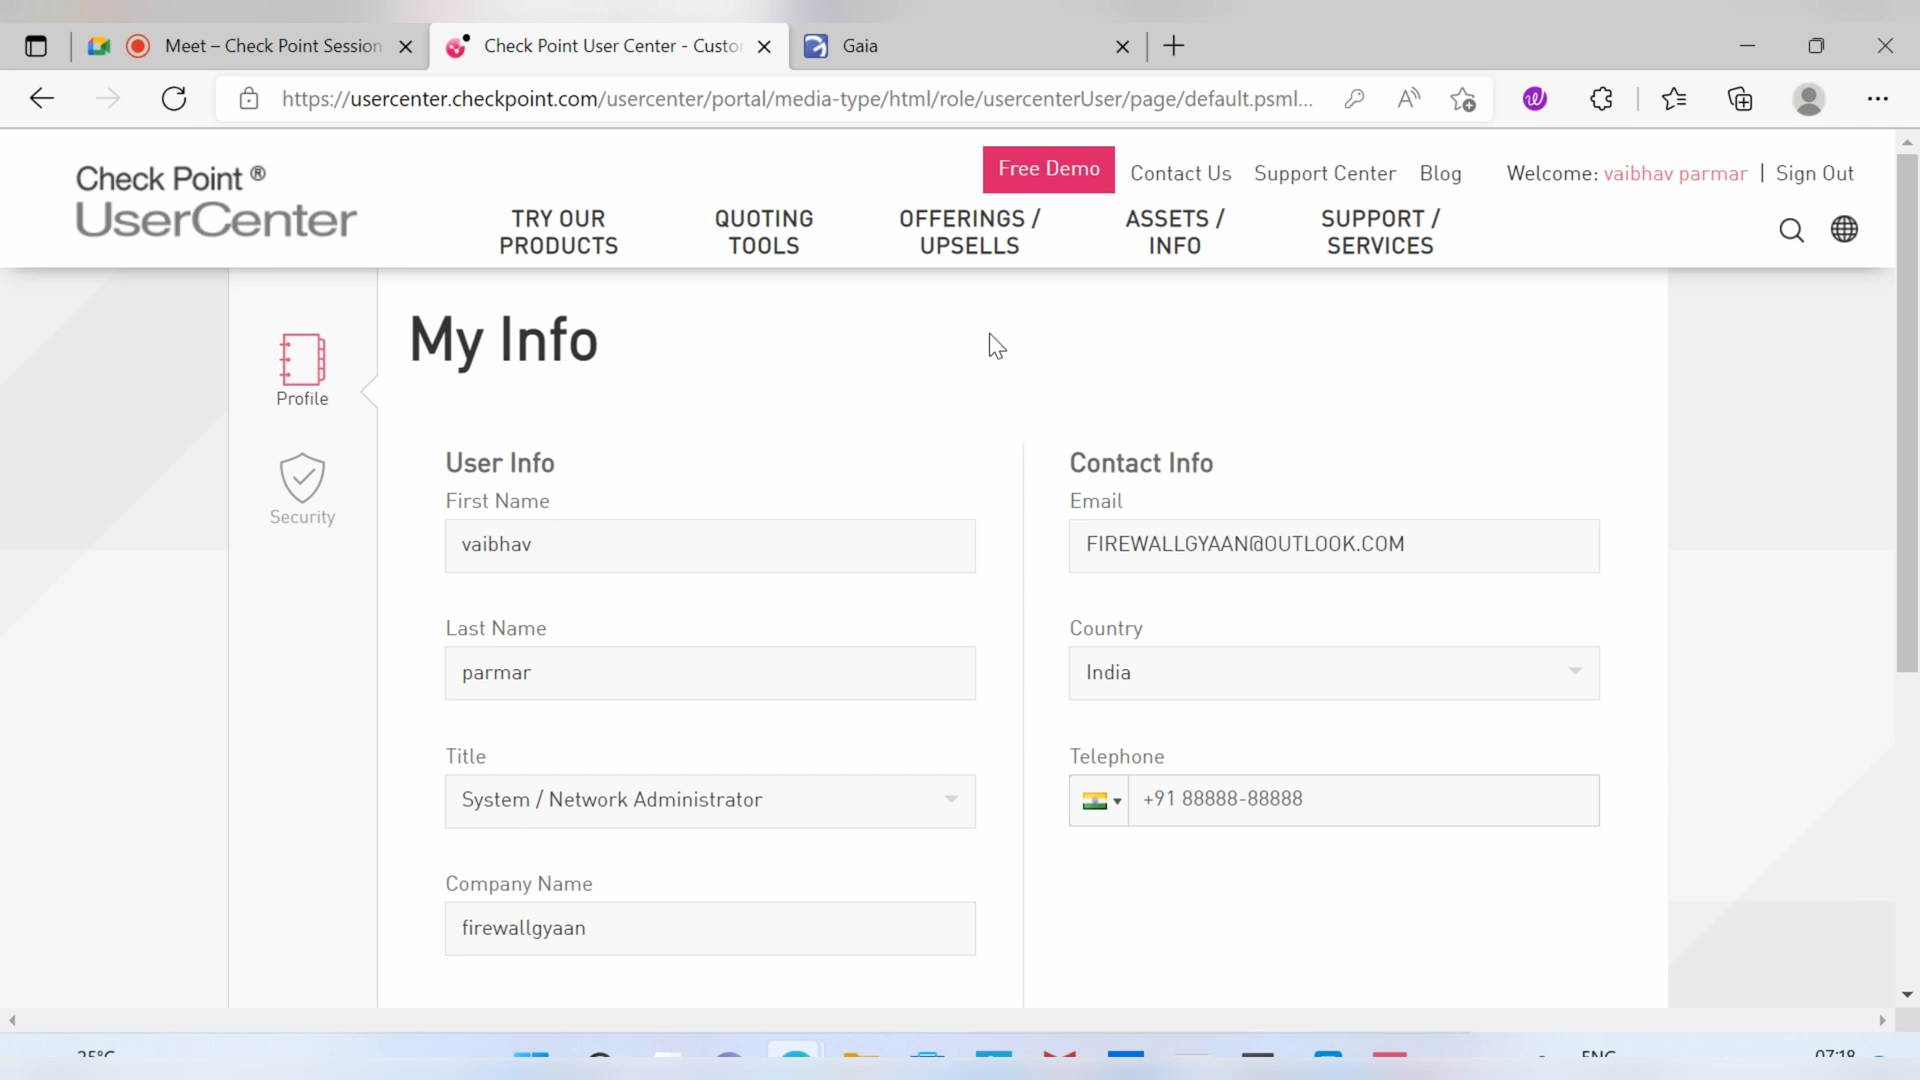 Meet – Check Point Session
Check Point User Center - Custo
Gaia
https://usercenter.checkpoint.com/usercenter/portal/media-type/html/role/usercenterUser/page/default.psml...
Check Point ®
UserCenter
Free Demo
Contact Us
Support Center
Blog
Welcome: vaibhav parmar | Sign Out
TRY OUR
PRODUCTS
QUOTING
TOOLS
OFFERINGS /
UPSELLS
ASSETS /
INFO
SUPPORT /
SERVICES
Profile
Security
My Info
User Info
First Name
vaibhav
Last Name
parmar
Title
System / Network Administrator
Company Name
firewallgyaan
Contact Info
Email
FIREWALLGYAAN@OUTLOOK.COM
Country
India
Telephone
+91 88888-88888
25°C
ENG
07:18